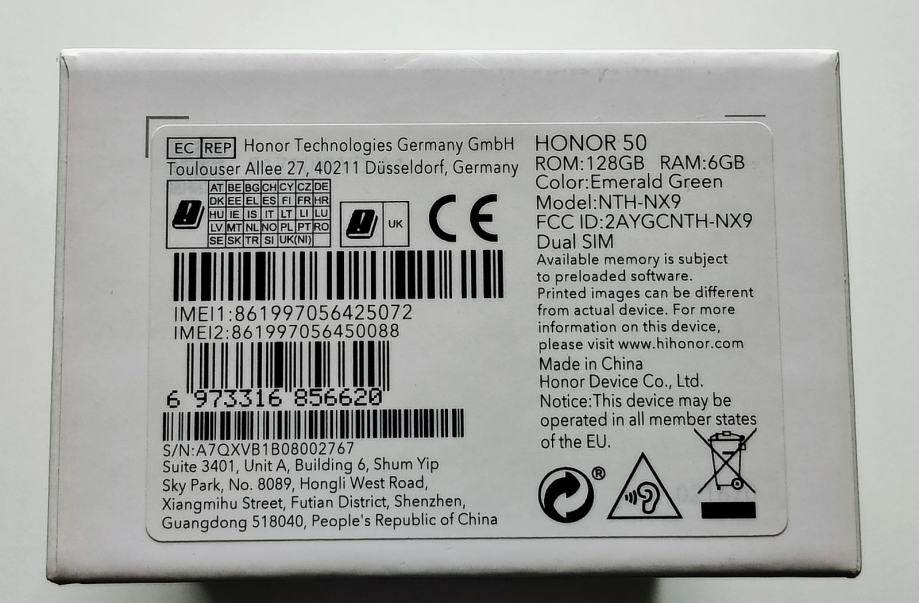 EC REP Honor Technologies Germany GmbH
Toulouser Allee 27, 40211 Düsseldorf, Germany
AT BE BG CH CY CZ DE
DK EE EL ES FI FR HR
HU IE IS IT LT LI LU
LV MT NL NO PL PT RO
SE SK TR SI UK(NI)
UK
CE
IMEI1:861997056425072
IMEI2:861997056450088
6 973316 856620
S/N:A7QXVB1B08002767
Suite 3401, Unit A, Building 6, Shum Yip
Sky Park, No. 8089, Hongli West Road,
Xiangmihu Street, Futian District, Shenzhen,
Guangdong 518040, People's Republic of China
HONOR 50
ROM:128GB RAM:6GB
Color:Emerald Green
Model:NTH-NX9
FCC ID:2AYGCNTH-NX9
Dual SIM
Available memory is subject
to preloaded software.
Printed images can be different
from actual device. For more
information on this device,
please visit www.hihonor.com
Made in China
Honor Device Co., Ltd.
Notice:This device may be
operated in all member states
of the EU.
®